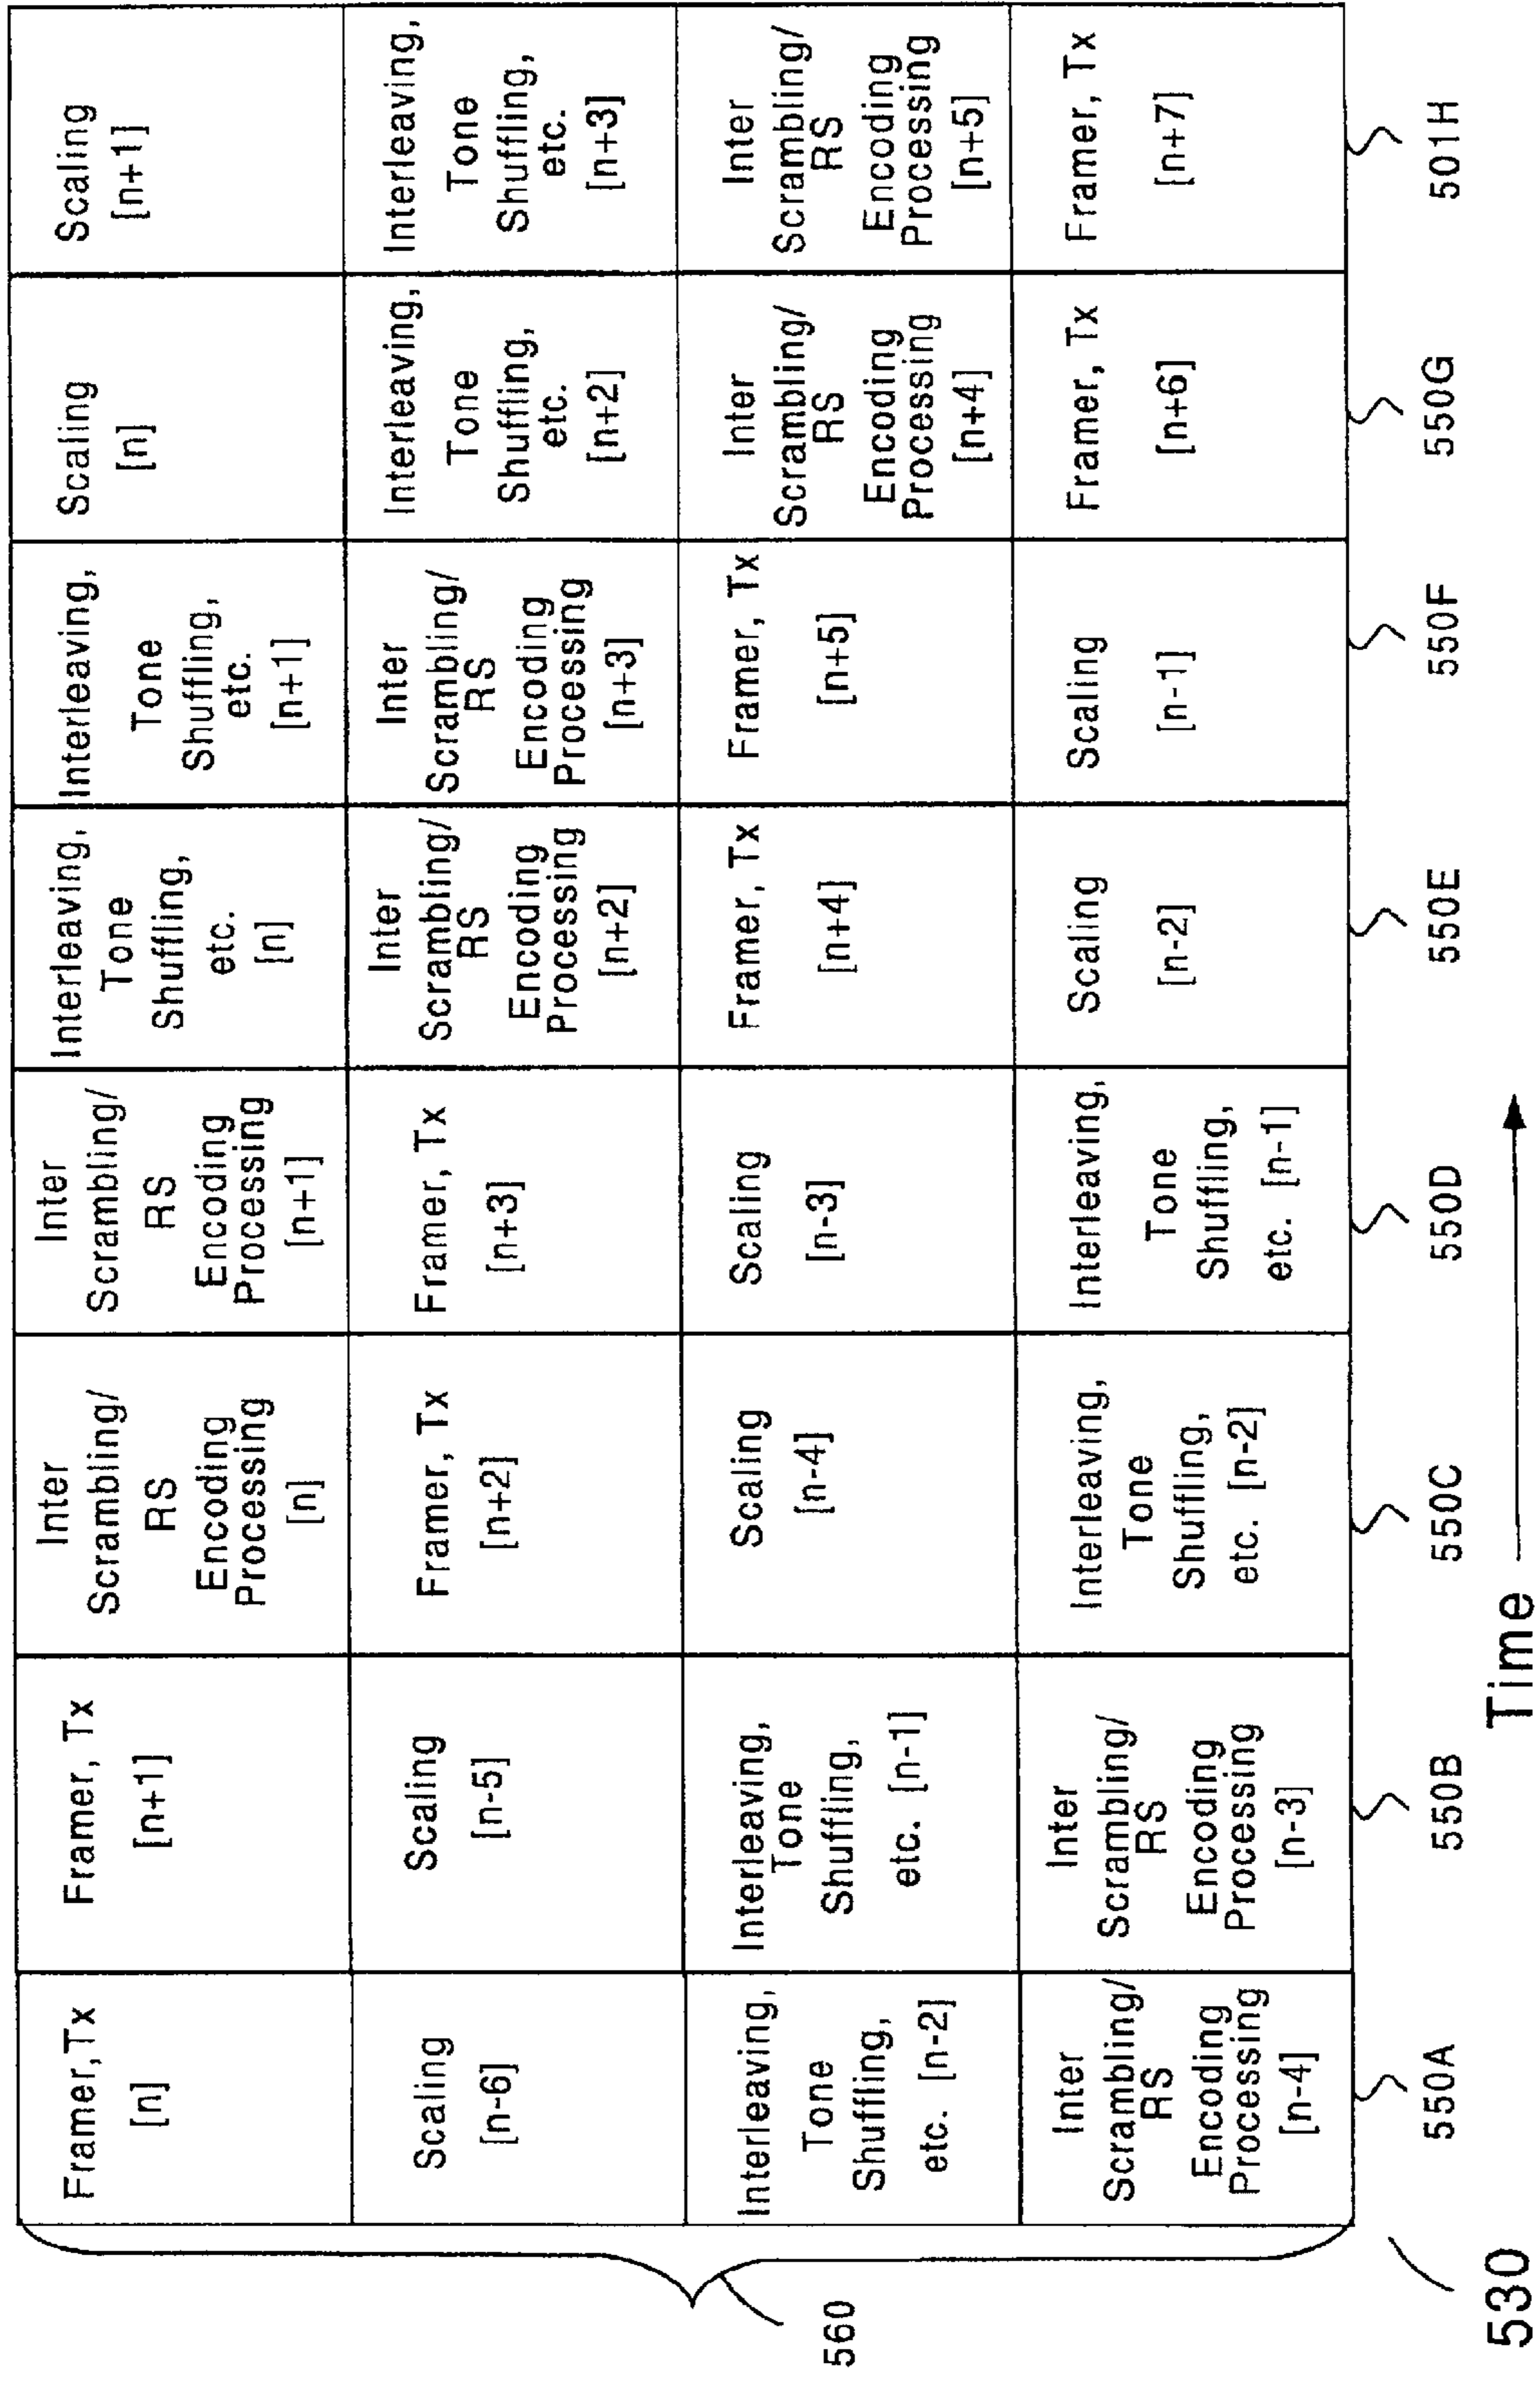 Framer,Tx
[n]
Framer, Tx
[n+1]
Inter
Scrambling/
RS
Encoding
Processing
[n]
Inter
Scrambling/
RS
Encoding
Processing
[n+1]
Interleaving,
Tone
Shuffling,
etc.
[n]
Interleaving,
Tone
Shuffling,
etc.
[n+1]
Scaling
[n]
Scaling
[n+1]
Scaling
[n-6]
Scaling
[n-5]
Framer, Tx
[n+2]
Framer, Tx
[n+3]
Inter
Scrambling/
RS
Encoding
Processing
[n+2]
Inter
Scrambling/
RS
Encoding
Processing
[n+3]
Interleaving,
Tone
Shuffling,
etc.
[n+2]
Interleaving,
Tone
Shuffling,
etc.
[n+3]
Interleaving,
Tone
Shuffling,
etc. [n-2]
Interleaving,
Tone
Shuffling,
etc. [n-1]
Scaling
[n-4]
Scaling
[n-3]
Framer, Tx
[n+4]
Framer, Tx
[n+5]
Inter
Scrambling/
RS
Encoding
Processing
[n+4]
Inter
Scrambling/
RS
Encoding
Processing
[n+5]
Inter
Scrambling/
RS
Encoding
Processing
[n-4]
Inter
Scrambling/
RS
Encoding
Processing
[n-3]
Interleaving,
Tone
Shuffling,
etc. [n-2]
Interleaving,
Tone
Shuffling,
etc. [n-1]
Scaling
[n-2]
Scaling
[n-1]
Framer, Tx
[n+6]
Framer, Tx
[n+7]
560
550A
550B
550C
550D
550E
550F
550G
501H
530
Time